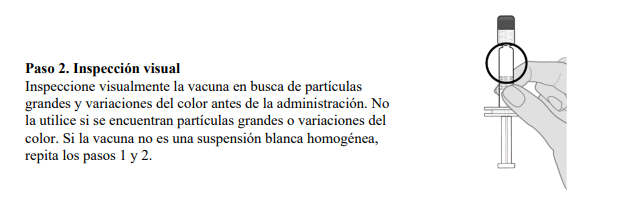 Paso 2. Inspección visual
Inspeccione visualmente la vacuna en busca de partículas
grandes y variaciones del color antes de la administración. No
la utilice si se encuentran partículas grandes o variaciones del
color. Si la vacuna no es una suspensión blanca homogénea,
repita los pasos 1 y 2.